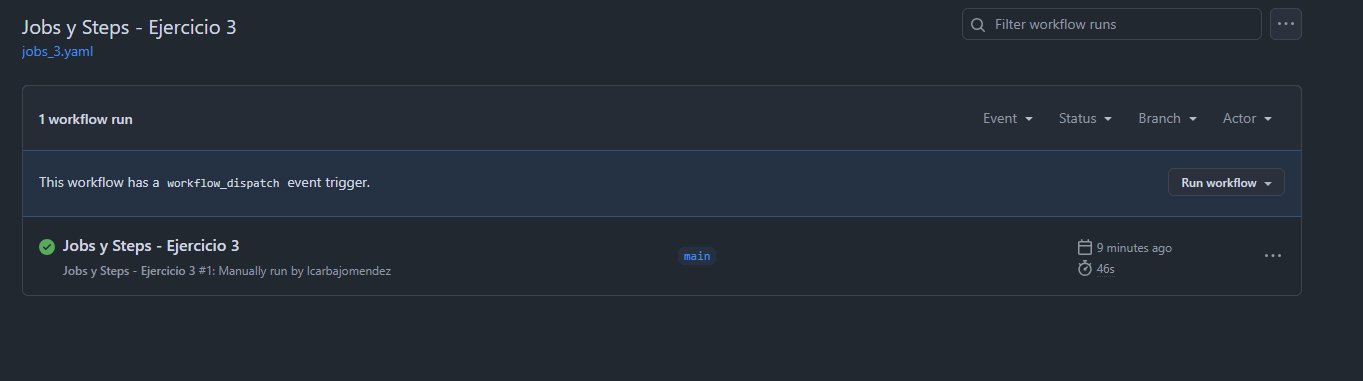 Jobs y Steps - Ejercicio 3
Filter workflow runs
jobs_3.yaml
1 workflow run
Event Status Branch Actor
This workflow has a workflow_dispatch event trigger.
Run workflow
Jobs y Steps - Ejercicio 3
main
9 minutes ago
Jobs y Steps - Ejercicio 3 #1: Manually run by lcarbajomendez
46s